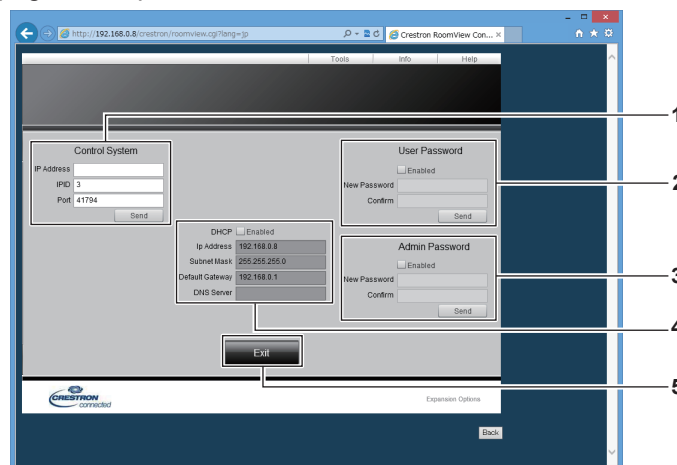 http://192.168.0.8/crestron/roomview.cgi?lang=jp
Crestron RoomView Con...
Tools Info Help
1
Control System
IP Address
IPID 3
Port 41794
Send
User Password
Enabled
New Password
Confirm
Send
2
DHCP Enabled
Ip Address 192.168.0.8
Subnet Mask 255.255.255.0
Default Gateway 192.168.0.1
DNS Server
Admin Password
Enabled
New Password
Confirm
Send
3
4
Exit
5
CRESTRON
connected
Expansion Options
Back